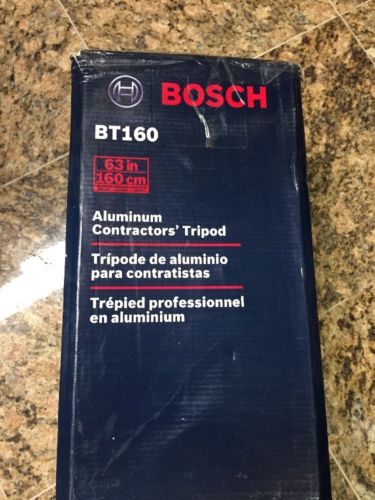 BOSCH
BT160
63 in
160 cm
Aluminum
Contractors' Tripod
Trípode de aluminio
para contratistas
Trépied professionnel
en aluminium